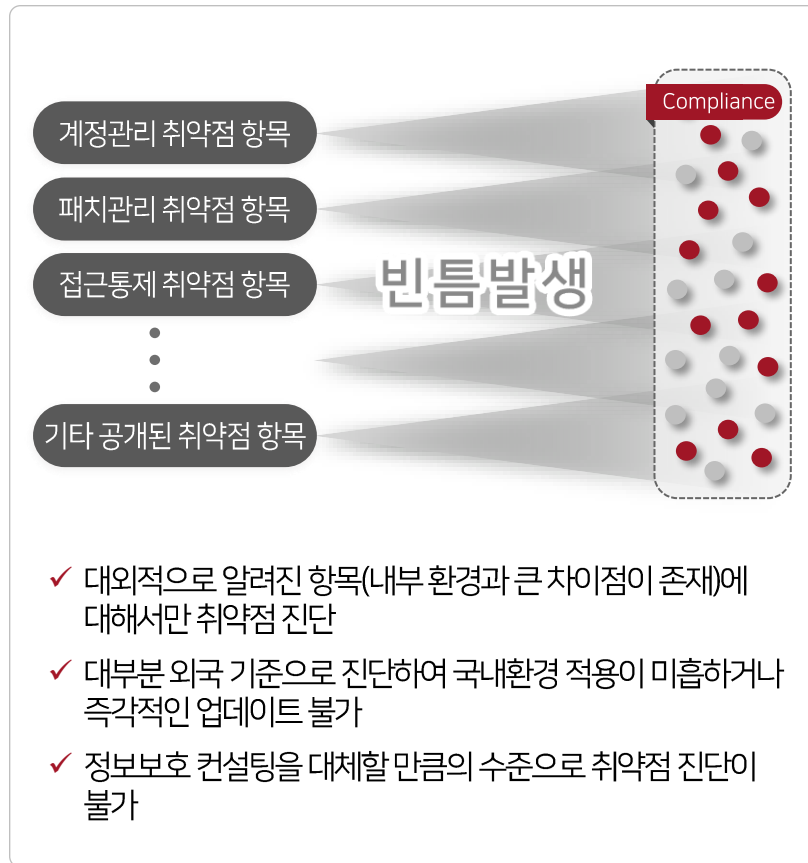 Compliance
계정관리 취약점 항목
패치관리 취약점 항목
접근통제 취약점 항목
빈틈발생
기타 공개된 취약점 항목
대외적으로 알려진 항목(내부 환경과 큰 차이점이 존재)에
대해서만 취약점 진단
대부분 외국 기준으로 진단하여 국내환경 적용이 미흡하거나
즉각적인 업데이트 불가
정보보호 컨설팅을 대체할 만큼의 수준으로 취약점 진단이
불가